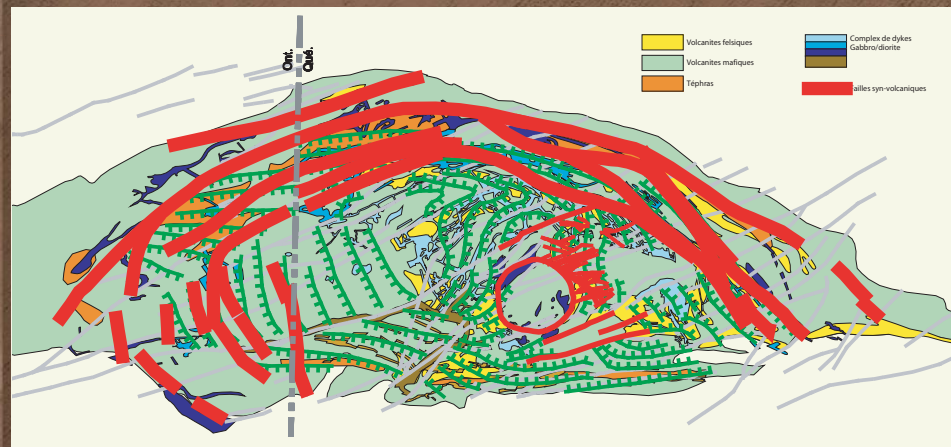 Ont.
Qué.
Volcanites felsiques
Volcanites mafiques
Téphras
Complex de dykes
Gabbro/diorite
ailles syn-volcaniques